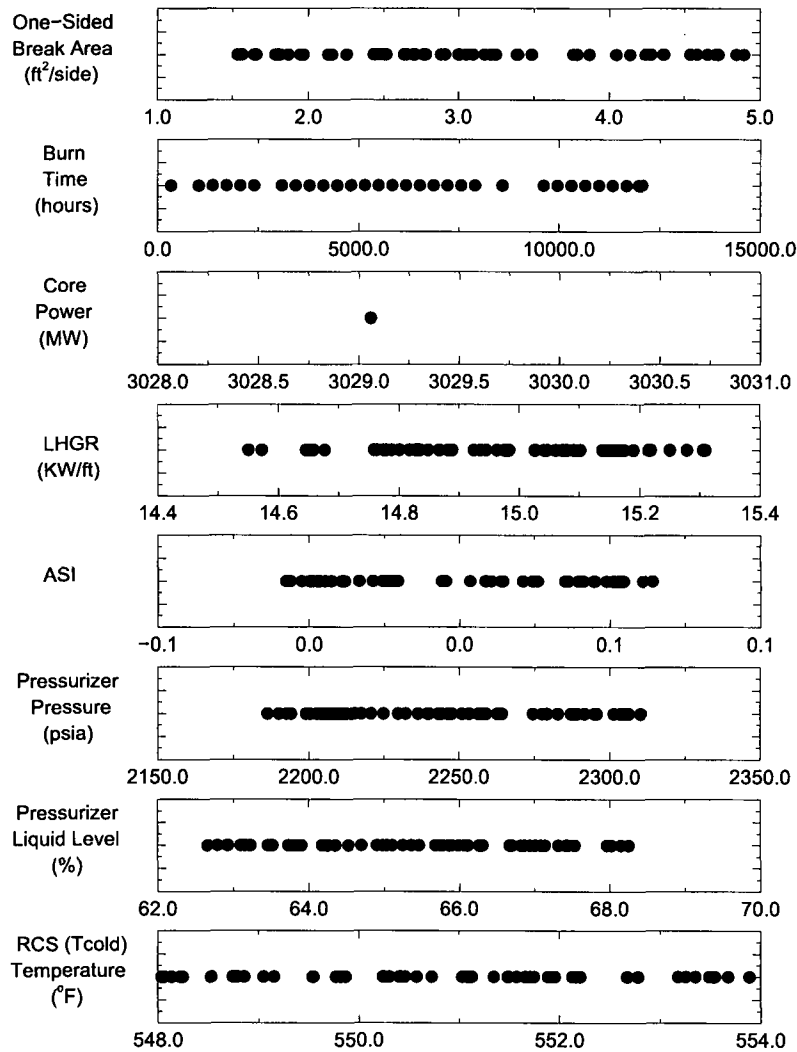 One-Sided
Break Area
(ft²/side)
1.0 2.0 3.0 4.0 5.0
Burn
Time
(hours)
0.0 5000.0 10000.0 15000.0
Core
Power
(MW)
3028.0 3028.5 3029.0 3029.5 3030.0 3030.5 3031.0
LHGR
(KW/ft)
14.4 14.6 14.8 15.0 15.2 15.4
ASI
−0.1 0.0 0.0 0.1 0.1
Pressurizer
Pressure
(psia)
2150.0 2200.0 2250.0 2300.0 2350.0
Pressurizer
Liquid Level
(%)
62.0 64.0 66.0 68.0 70.0
RCS (Tcold)
Temperature
(°F)
548.0 550.0 552.0 554.0